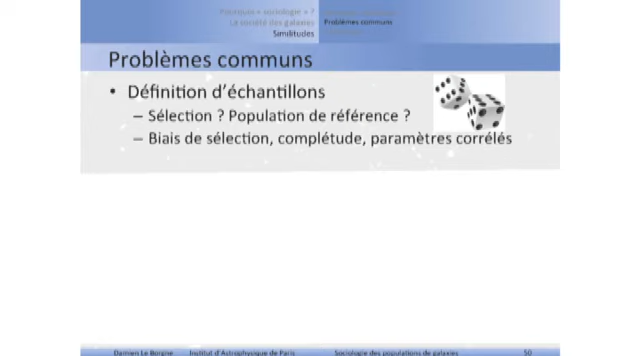 Pourquoi « sociologie » ?
La société des galaxies
Similitudes
Problèmes communs
Problèmes communs
• Définition d'échantillons
– Sélection ? Population de référence ?
– Biais de sélection, complétude, paramètres corrélés
Damien Le Borgne Institut d'Astrophysique de Paris Sociologie des populations de galaxies 50